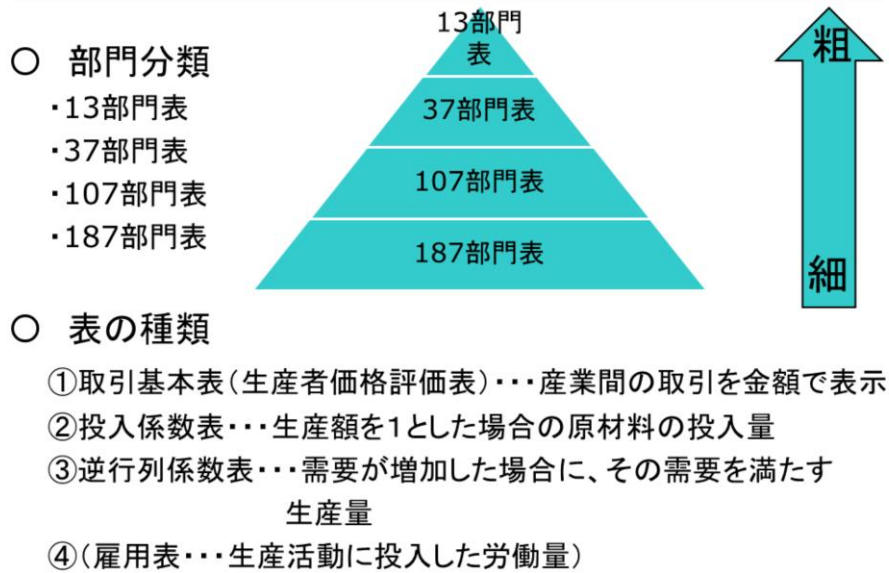 ○ 部門分類
・13部門表
・37部門表
・107部門表
・187部門表
13部門
表
37部門表
107部門表
187部門表
粗
細
○ 表の種類
①取引基本表(生産者価格評価表)・・・産業間の取引を金額で表示
②投入係数表・・・生産額を1とした場合の原材料の投入量
③逆行列係数表・・・需要が増加した場合に、その需要を満たす
生産量
④(雇用表・・・生産活動に投入した労働量)